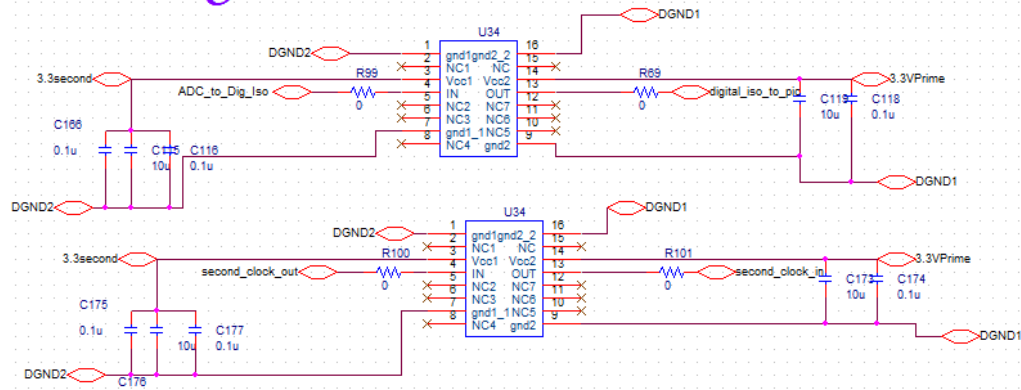 U34
DGND1
DGND2
1
gnd1gnd2_2
16
2
NC1
NC
15
3.3second
3
Vcc1
Vcc2
14
3.3VPrime
ADC_to_Dig_Iso
R99
0
4
IN
OUT
13
R69
0
digital_iso_to_pic
5
NC2
NC7
12
6
NC3
NC6
11
7
gnd1_1
NC5
10
8
NC4
gnd2
9
C119
10u
C118
0.1u
C166
0.1u
C115
10u
C116
0.1u
DGND1
DGND2
U34
DGND1
DGND2
1
gnd1gnd2_2
16
2
NC1
NC
15
3.3second
3
Vcc1
Vcc2
14
3.3VPrime
second_clock_out
R100
0
4
IN
OUT
13
R101
0
second_clock_in
5
NC2
NC7
12
6
NC3
NC6
11
7
gnd1_1
NC5
10
8
NC4
gnd2
9
C173
10u
C174
0.1u
C175
0.1u
10u
C177
0.1u
DGND1
DGND2
C176